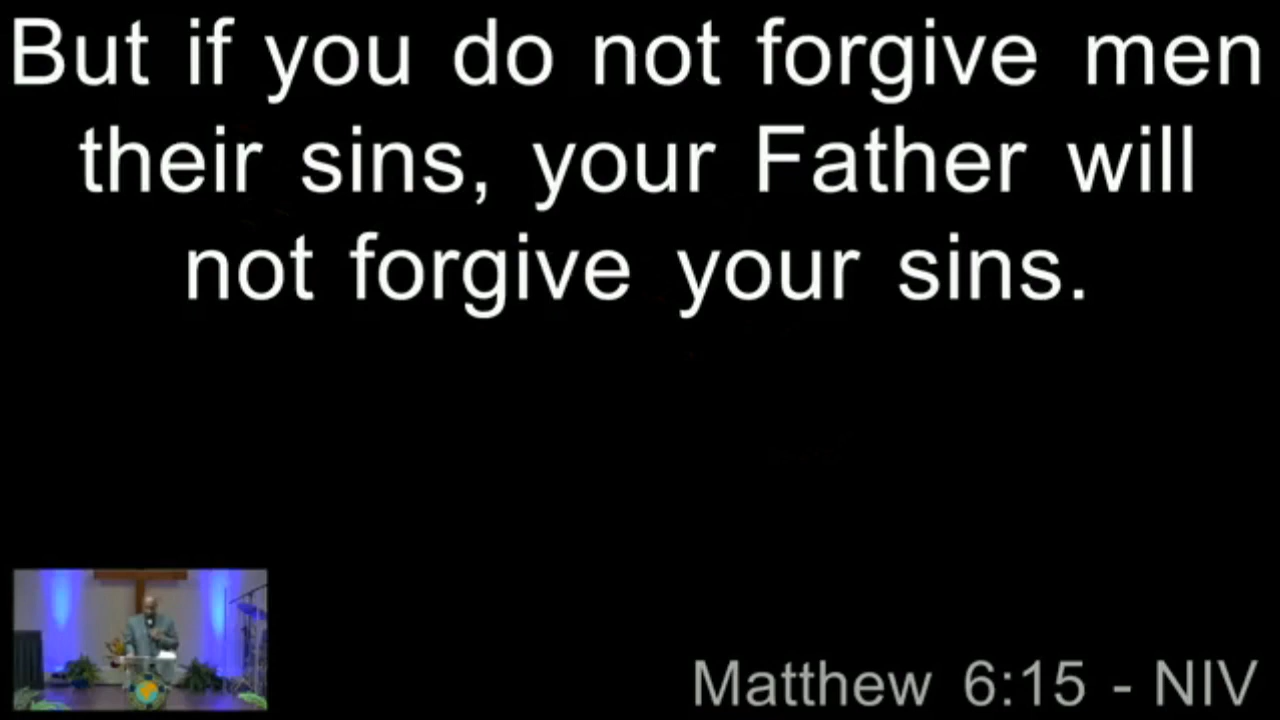 But if you do not forgive men
their sins, your Father will
not forgive your sins.
Matthew 6:15 - NIV